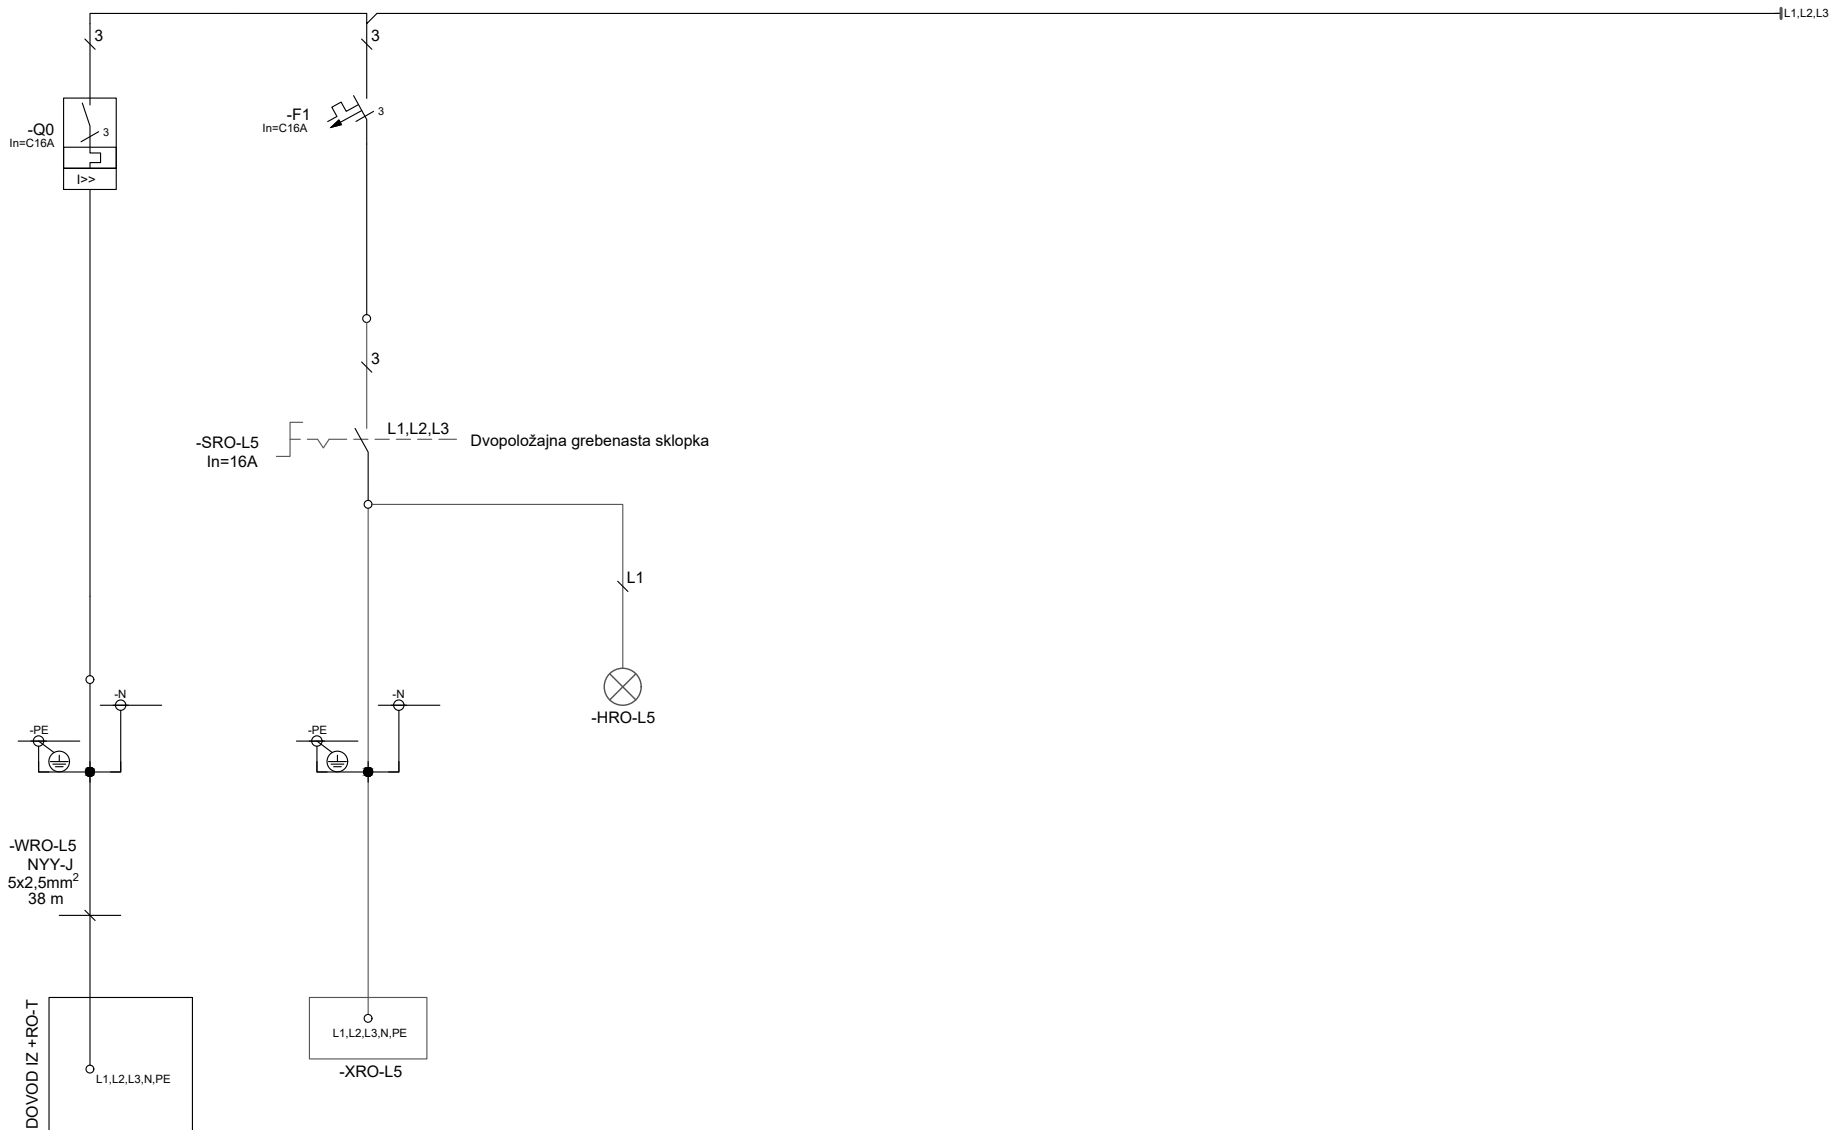 L1,L2,L3
3
3
-Q0
In=C16A
3
I>>
-F1
In=C16A
3
3
-SRO-L5
In=16A
L1,L2,L3
Dvopoložajna grebenasta sklopka
L1
-HRO-L5
-N
-PE
-N
-PE
-WRO-L5
NYY-J
5x2,5mm²
38 m
DOVOD IZ +RO-T
L1,L2,L3,N,PE
L1,L2,L3,N,PE
-XRO-L5